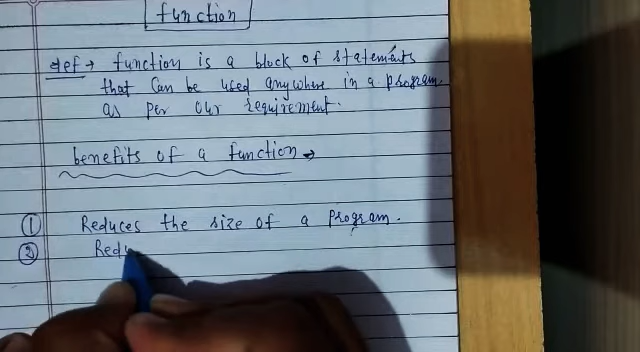 function
def → function is a block of statements
that can be used anywhere in a program.
as per our requirement.
benefits of a function →
① Reduces the size of a program.
② Redu